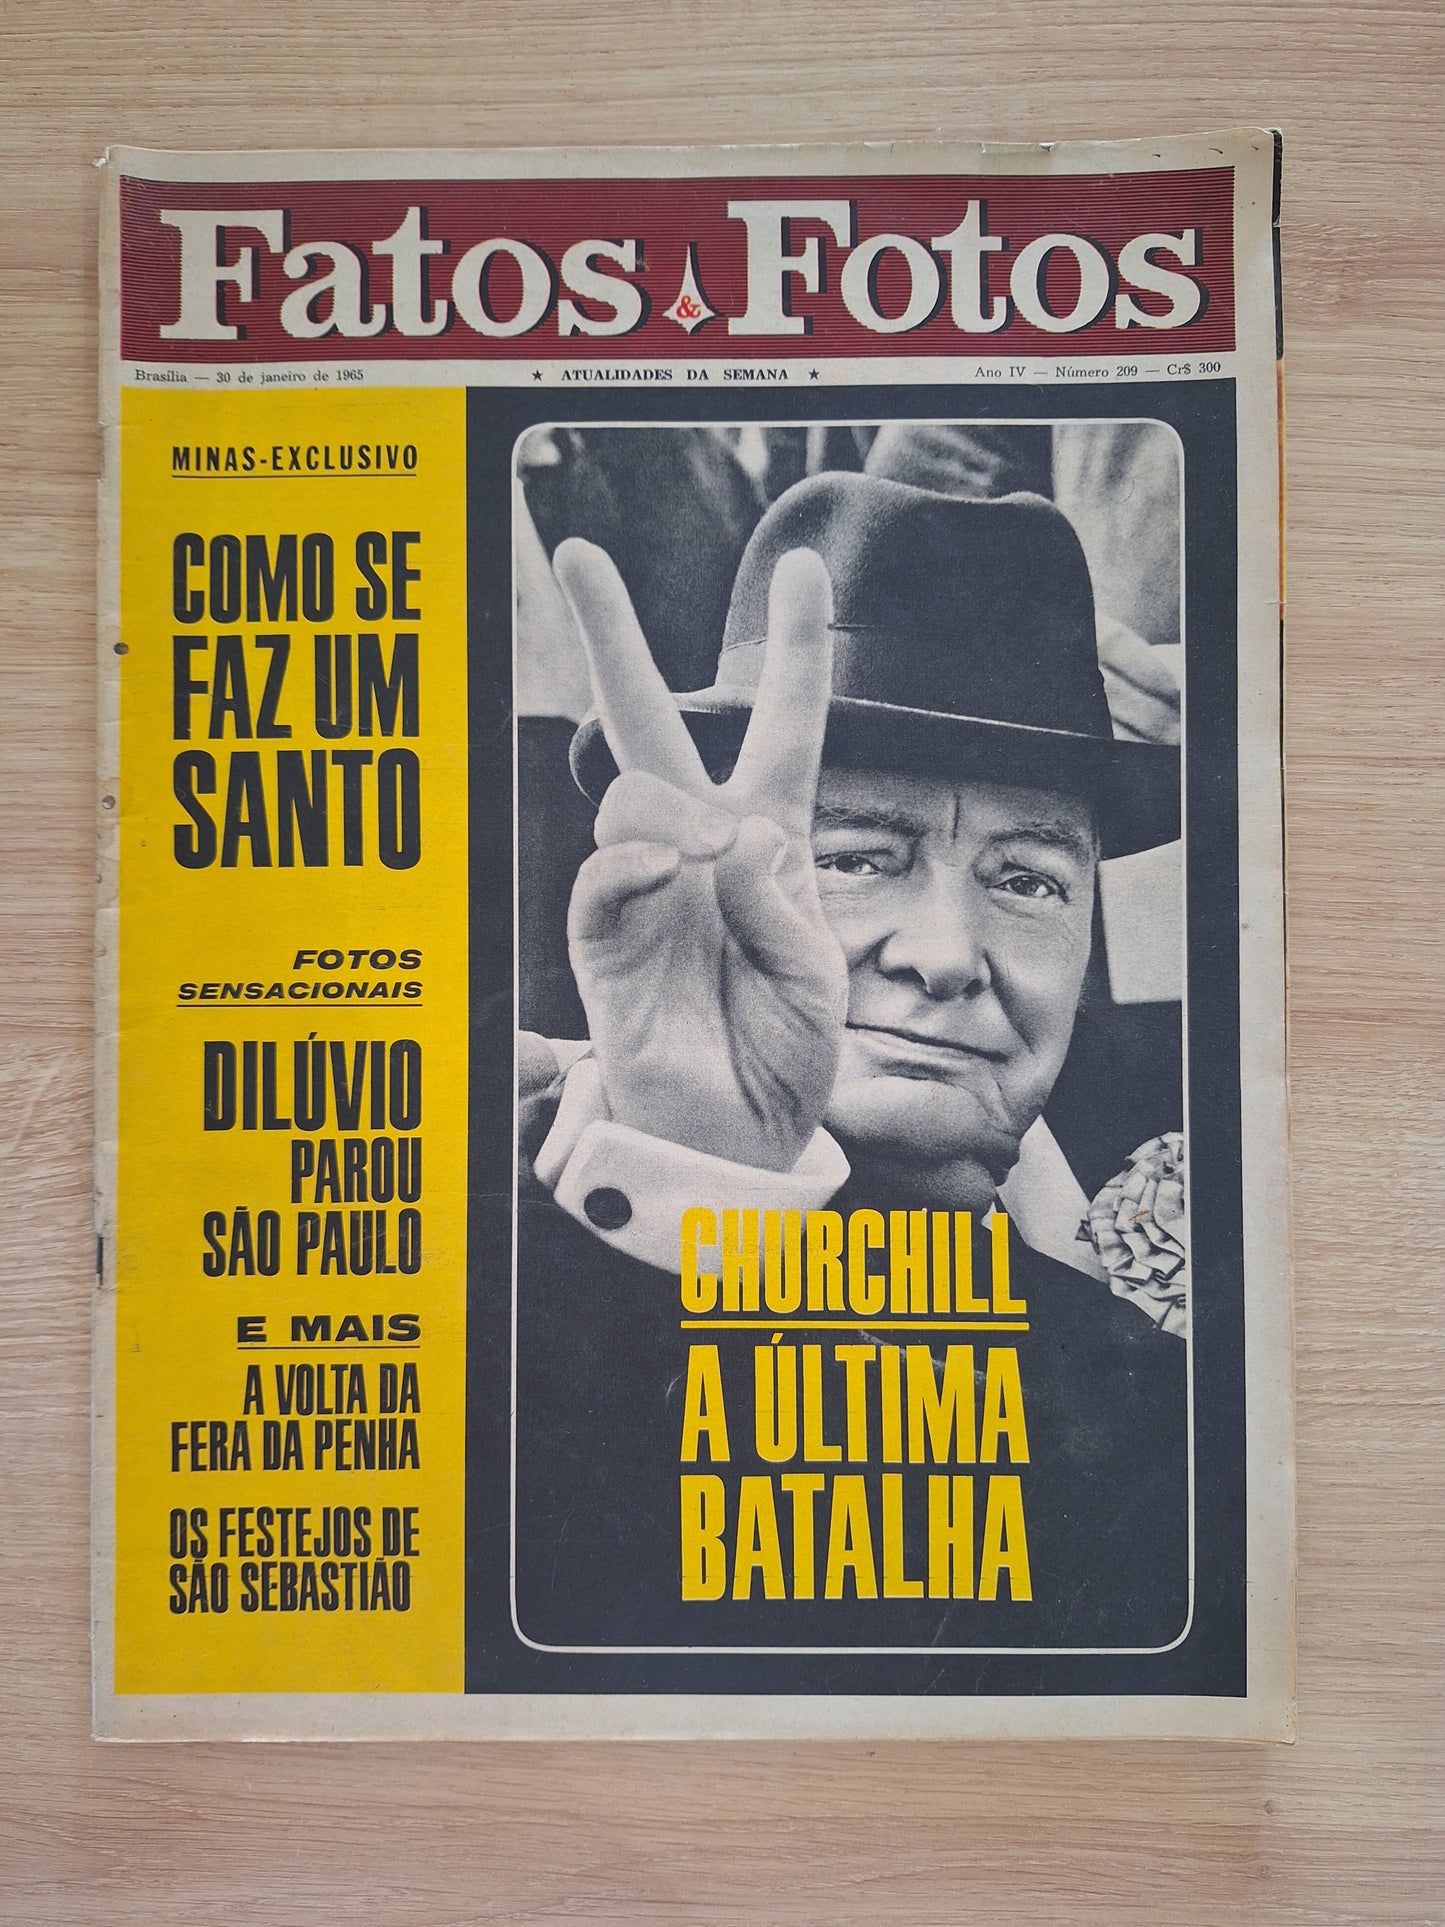 Fatos & Fotos
Brasília — 30 de janeiro de 1965
★ ATUALIDADES DA SEMANA ★
Ano IV — Número 209 — Cr$ 300
MINAS-EXCLUSIVO
COMO SE
FAZ UM
SANTO
FOTOS
SENSACIONAIS
DILÚVIO
PAROU
SÃO PAULO
E MAIS
A VOLTA DA
FERA DA PENHA
OS FESTEJOS DE
SÃO SEBASTIÃO
CHURCHILL
A ÚLTIMA
BATALHA